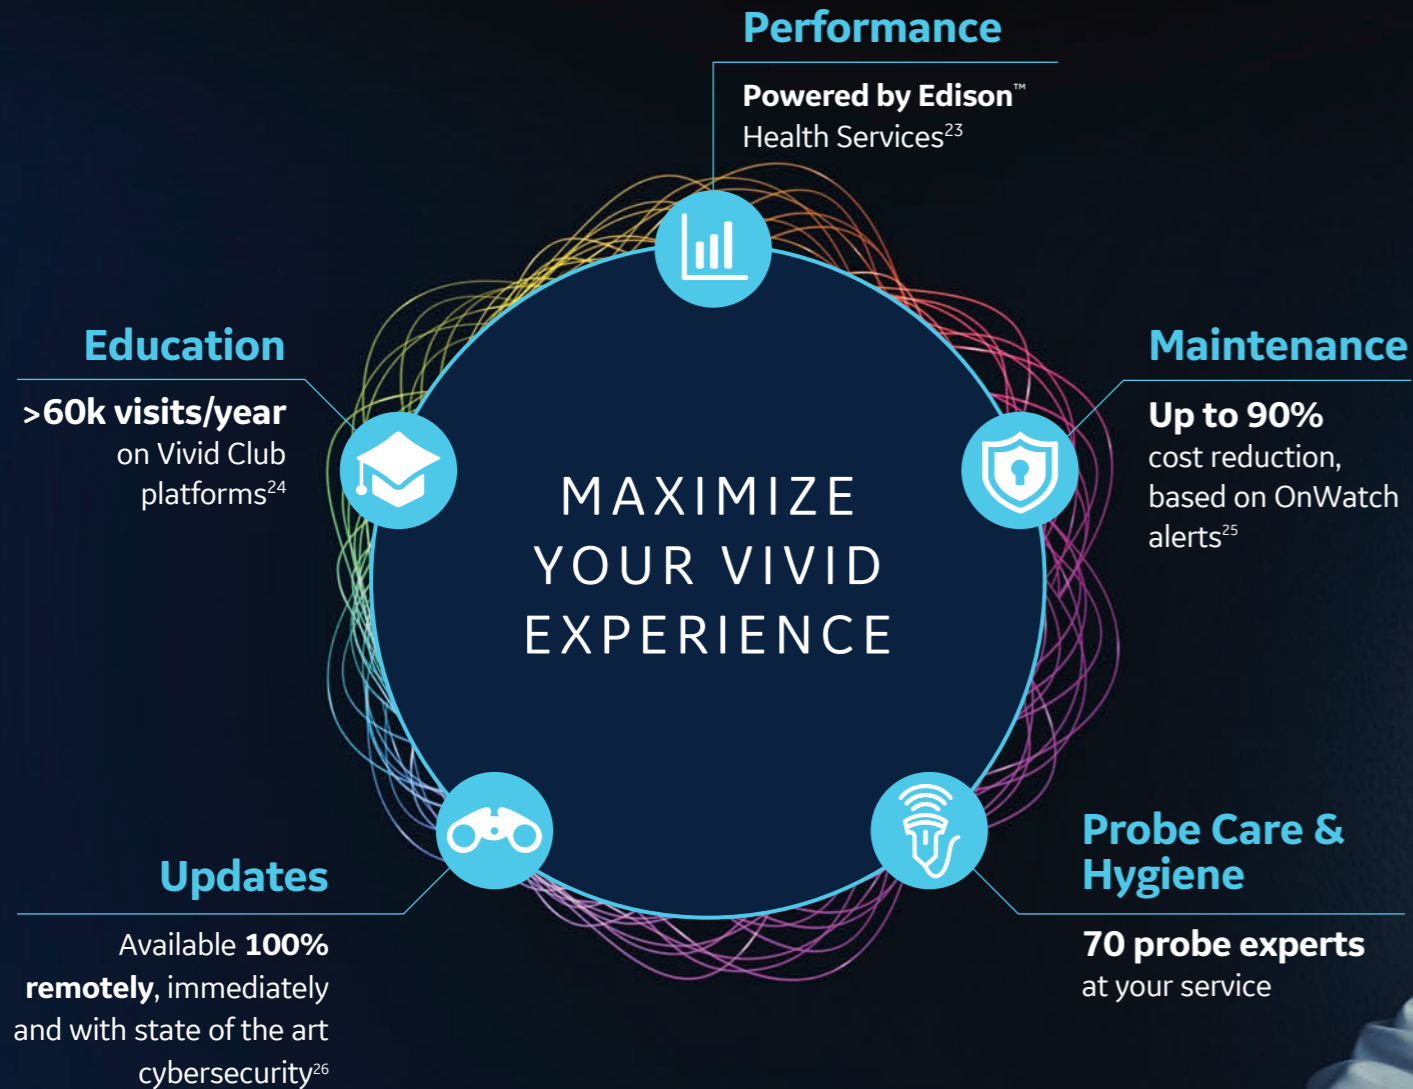 Performance
Powered by Edison™
Health Services²³
Education
>60k visits/year
on Vivid Club
platforms²⁴
Maintenance
Up to 90%
cost reduction,
based on OnWatch
alerts²⁵
MAXIMIZE
YOUR VIVID
EXPERIENCE
Updates
Available 100%
remotely, immediately
and with state of the art
cybersecurity²⁶
Probe Care &
Hygiene
70 probe experts
at your service